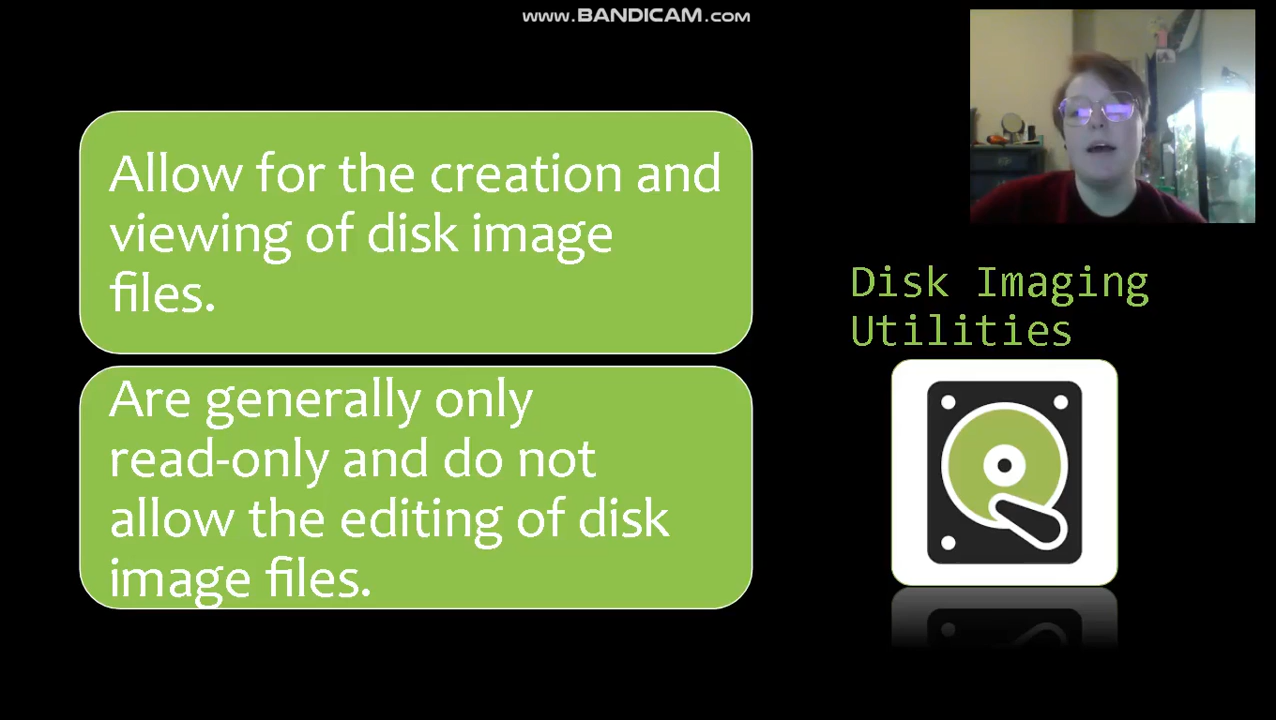 www.BANDICAM.com
Allow for the creation and
viewing of disk image
files.
Are generally only
read-only and do not
allow the editing of disk
image files.
Disk Imaging
Utilities